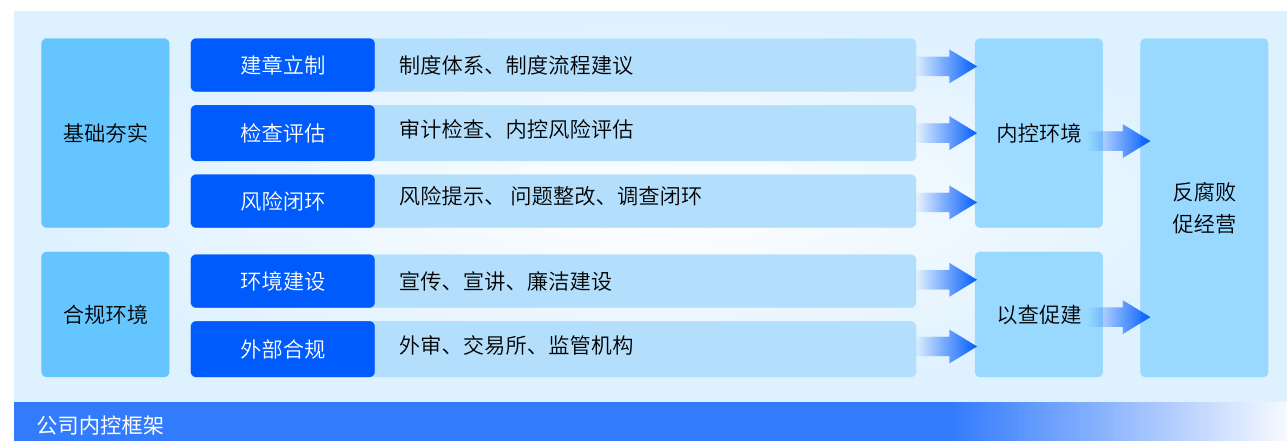 基础夯实
建章立制
制度体系、制度流程建议
检查评估
审计检查、内控风险评估
风险闭环
风险提示、 问题整改、调查闭环
内控环境
合规环境
环境建设
宣传、宣讲、廉洁建设
外部合规
外审、交易所、监管机构
以查促建
反腐败
促经营
公司内控框架